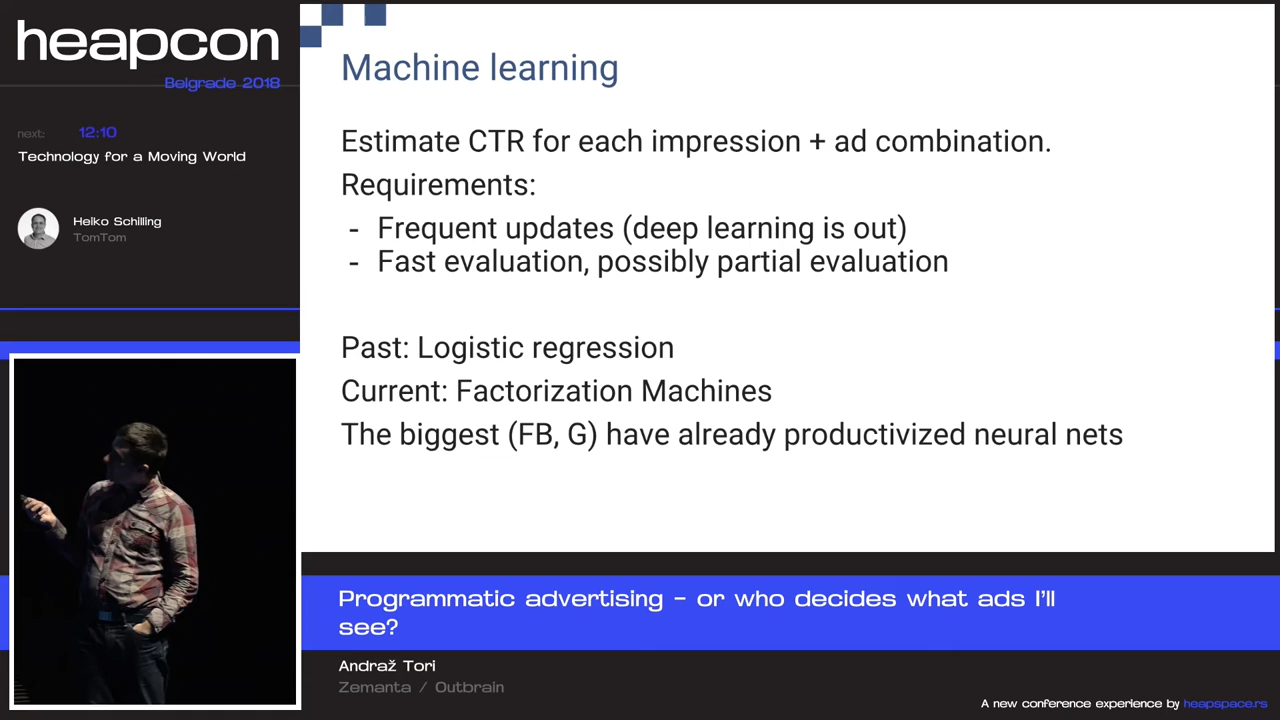 heapcon
Belgrade 2018
next: 12:10
Technology for a Moving World
Heiko Schilling
TomTom
Machine learning
Estimate CTR for each impression + ad combination.
Requirements:
- Frequent updates (deep learning is out)
- Fast evaluation, possibly partial evaluation
Past: Logistic regression
Current: Factorization Machines
The biggest (FB, G) have already productivized neural nets
Programmatic advertising - or who decides what ads I'll
see?
Andraž Tori
Zemanta / Outbrain
A new conference experience by heapspace.rs